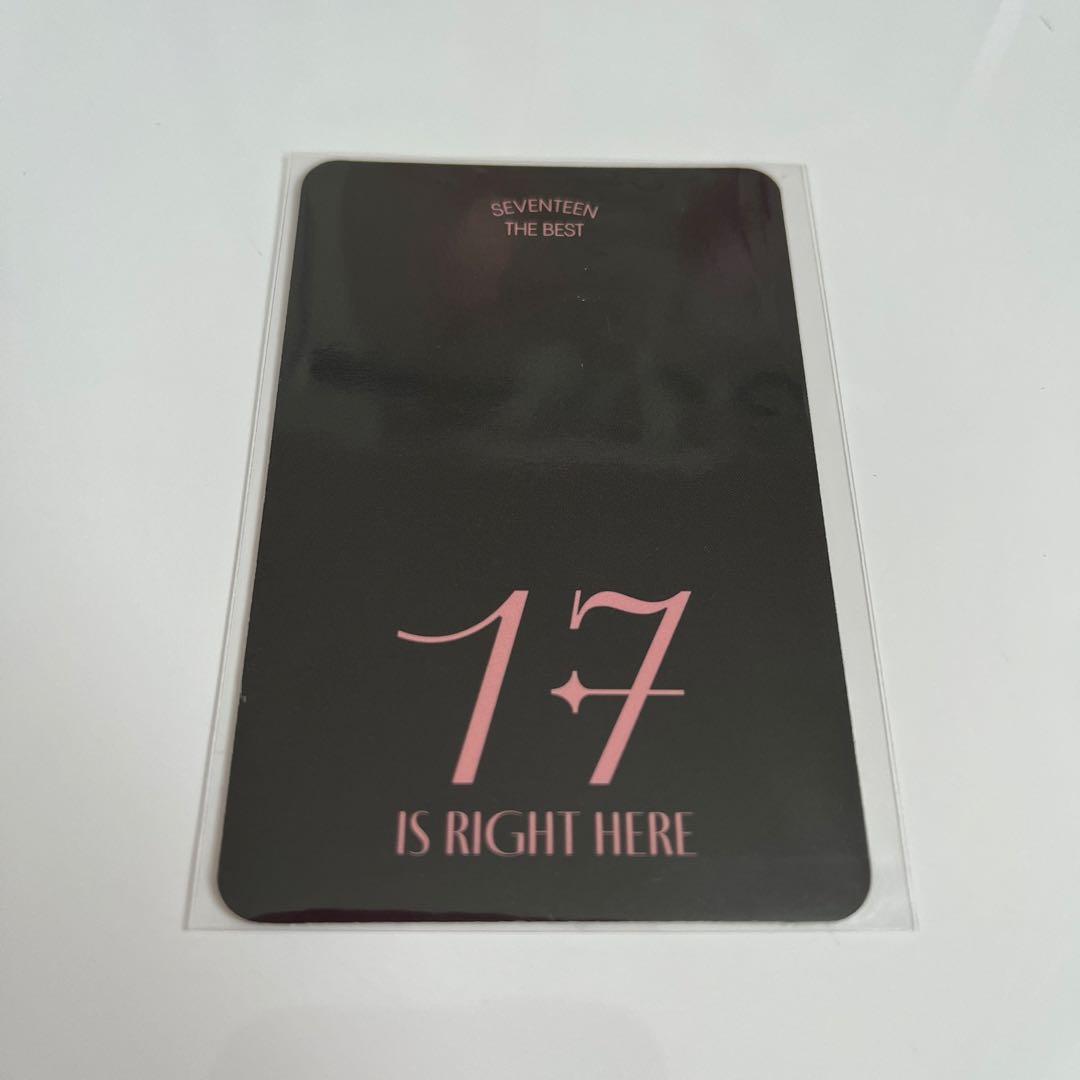 SEVENTEEN
THE BEST
17
IS RIGHT HERE